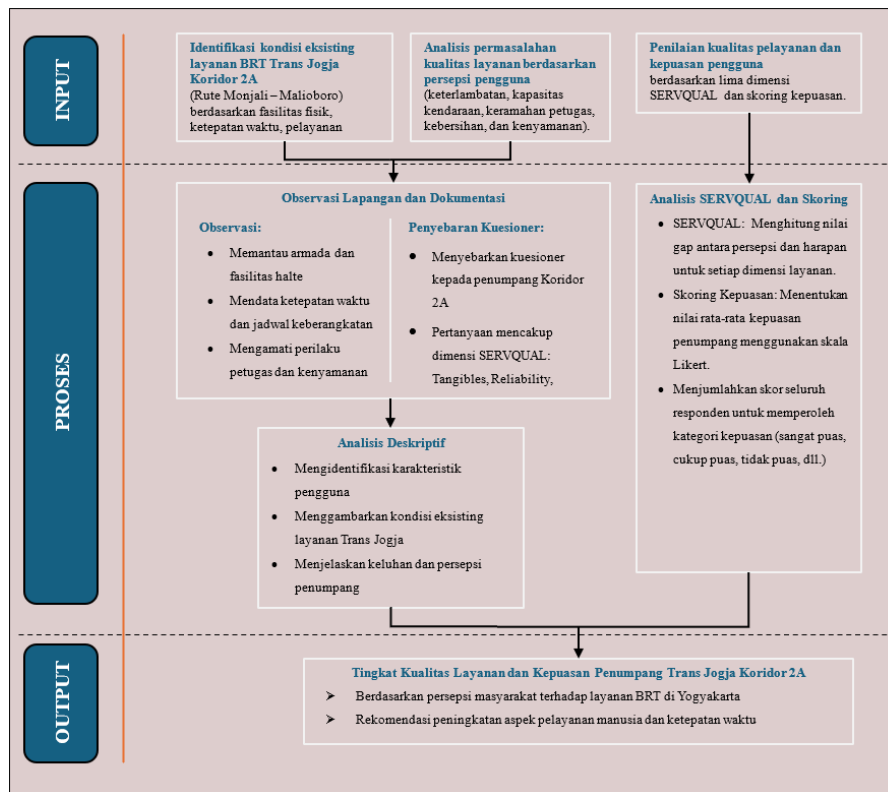 INPUT
Identifikasi kondisi eksisting
layanan BRT Trans Jogja
Koridor 2A
(Rute Monjali – Malioboro)
berdasarkan fasilitas fisik,
ketepatan waktu, pelayanan
Analisis permasalahan
kualitas layanan berdasarkan
persepsi pengguna
(keterlambatan, kapasitas
kendaraan, keramahan petugas,
kebersihan, dan kenyamanan).
Penilaian kualitas pelayanan dan
kepuasan pengguna
berdasarkan lima dimensi
SERVQUAL dan skoring kepuasan.
PROSES
Observasi Lapangan dan Dokumentasi
Observasi:
• Memantau armada dan
fasilitas halte
• Mendata ketepatan waktu
dan jadwal keberangkatan
• Mengamati perilaku
petugas dan kenyamanan
Penyebaran Kuesioner:
• Menyebarkan kuesioner
kepada penumpang Koridor
2A
• Pertanyaan mencakup
dimensi SERVQUAL:
Tangibles, Reliability,
Analisis SERVQUAL dan Skoring
• SERVQUAL: Menghitung nilai
gap antara persepsi dan harapan
untuk setiap dimensi layanan.
• Skoring Kepuasan: Menentukan
nilai rata-rata kepuasan
penumpang menggunakan skala
Likert.
• Menjumlahkan skor seluruh
responden untuk memperoleh
kategori kepuasan (sangat puas,
cukup puas, tidak puas, dll.)
Analisis Deskriptif
• Mengidentifikasi karakteristik
pengguna
• Menggambarkan kondisi eksisting
layanan Trans Jogja
• Menjelaskan keluhan dan persepsi
penumpang
OUTPUT
Tingkat Kualitas Layanan dan Kepuasan Penumpang Trans Jogja Koridor 2A
➤ Berdasarkan persepsi masyarakat terhadap layanan BRT di Yogyakarta
➤ Rekomendasi peningkatan aspek pelayanan manusia dan ketepatan waktu